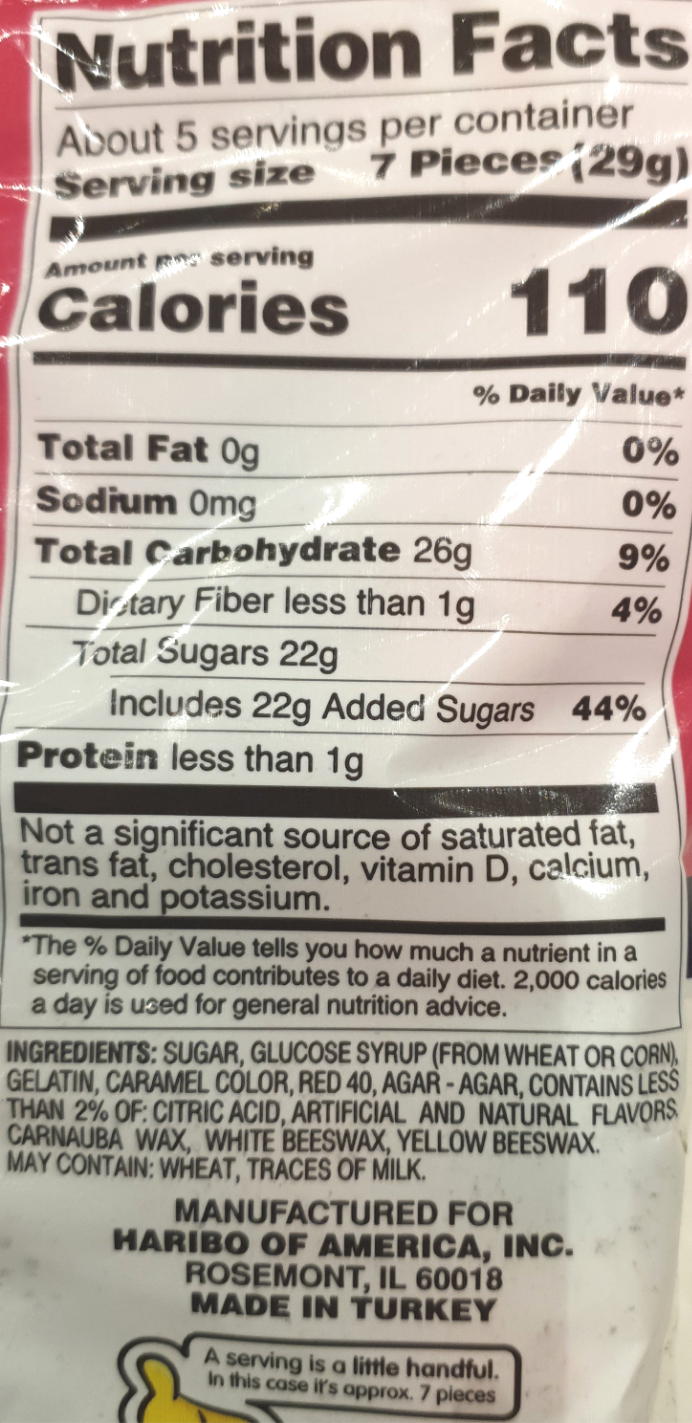 Nutrition Facts
About 5 servings per container
Serving size 7 Pieces (29g)
Amount per serving
Calories 110
% Daily Value*
Total Fat 0g 0%
Sodium 0mg 0%
Total Carbohydrate 26g 9%
Dietary Fiber less than 1g 4%
Total Sugars 22g
Includes 22g Added Sugars 44%
Protein less than 1g
Not a significant source of saturated fat,
trans fat, cholesterol, vitamin D, calcium,
iron and potassium.
*The % Daily Value tells you how much a nutrient in a
serving of food contributes to a daily diet. 2,000 calories
a day is used for general nutrition advice.
INGREDIENTS: SUGAR, GLUCOSE SYRUP (FROM WHEAT OR CORN),
GELATIN, CARAMEL COLOR, RED 40, AGAR - AGAR, CONTAINS LESS
THAN 2% OF: CITRIC ACID, ARTIFICIAL AND NATURAL FLAVORS,
CARNAUBA WAX, WHITE BEESWAX, YELLOW BEESWAX.
MAY CONTAIN: WHEAT, TRACES OF MILK.
MANUFACTURED FOR
HARIBO OF AMERICA, INC.
ROSEMONT, IL 60018
MADE IN TURKEY
A serving is a little handful.
In this case it's approx. 7 pieces